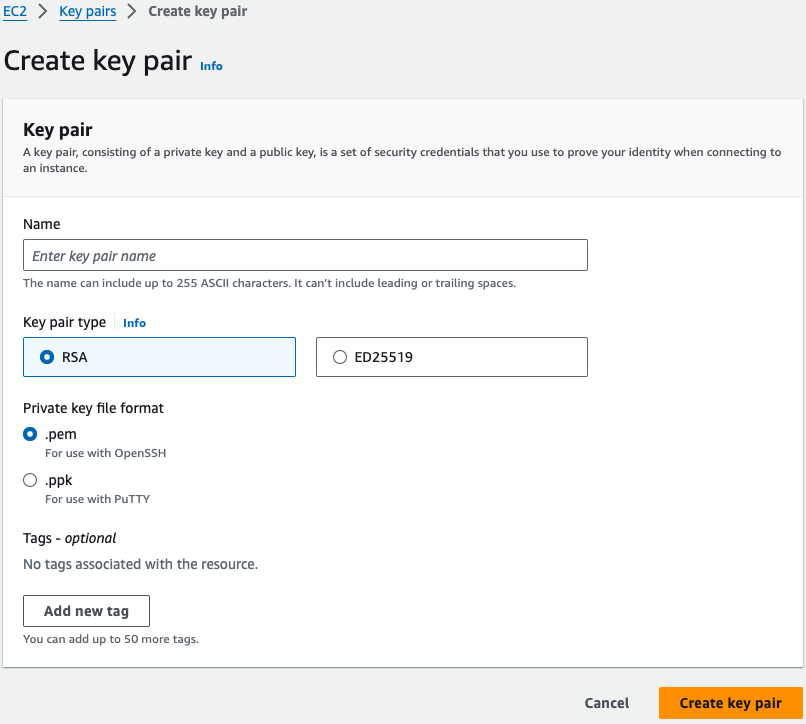 EC2 > Key pairs > Create key pair
Create key pair Info
Key pair
A key pair, consisting of a private key and a public key, is a set of security credentials that you use to prove your identity when connecting to
an instance.
Name
Enter key pair name
The name can include up to 255 ASCII characters. It can't include leading or trailing spaces.
Key pair type Info
RSA ED25519
Private key file format
.pem
For use with OpenSSH
.ppk
For use with PuTTY
Tags - optional
No tags associated with the resource.
Add new tag
You can add up to 50 more tags.
Cancel Create key pair